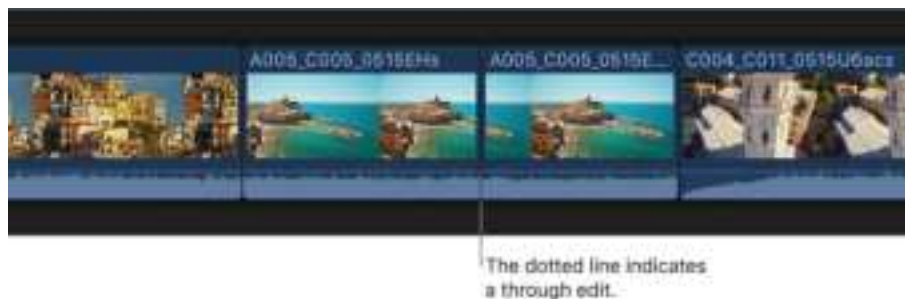 A005_C005_0515EHs
A005_C005_0515E...
C004_C011_0515U6acs
The dotted line indicates
a through edit.